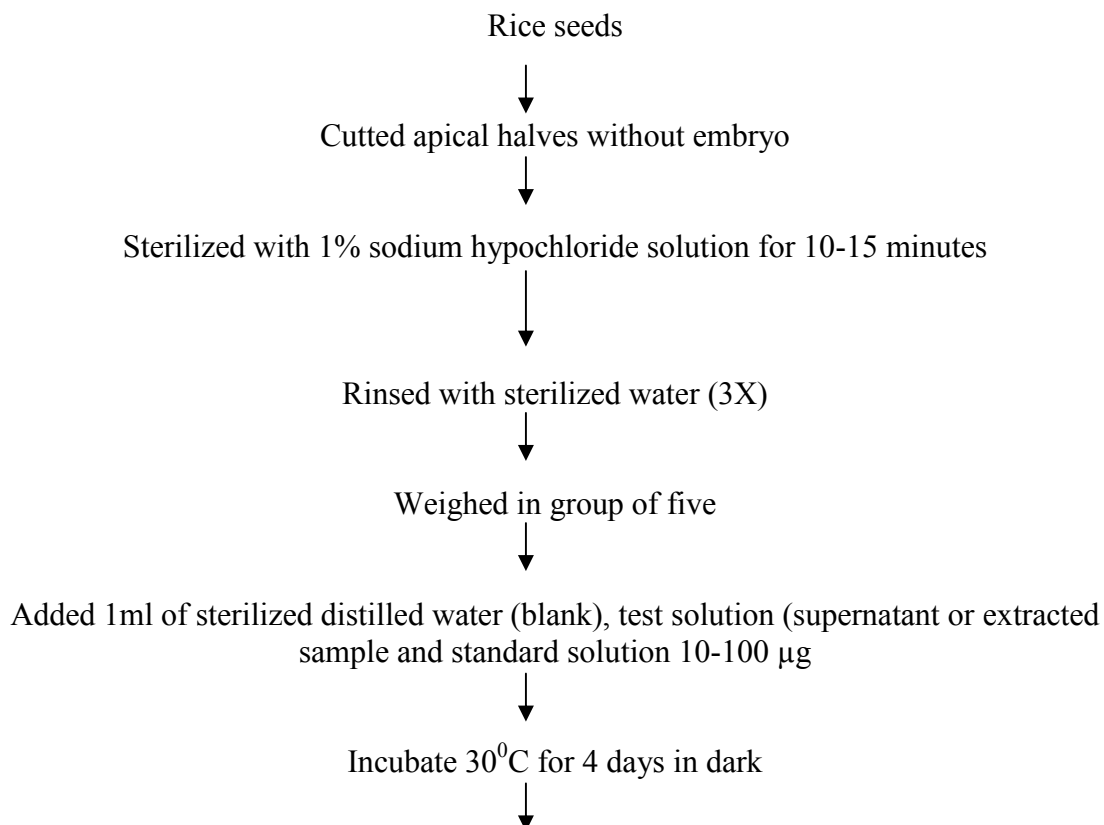 Rice seeds
Cutted apical halves without embryo
Sterilized with 1% sodium hypochloride solution for 10-15 minutes
Rinsed with sterilized water (3X)
Weighed in group of five
Added 1ml of sterilized distilled water (blank), test solution (supernatant or extracted
sample and standard solution 10-100 µg
Incubate 30⁰C for 4 days in dark